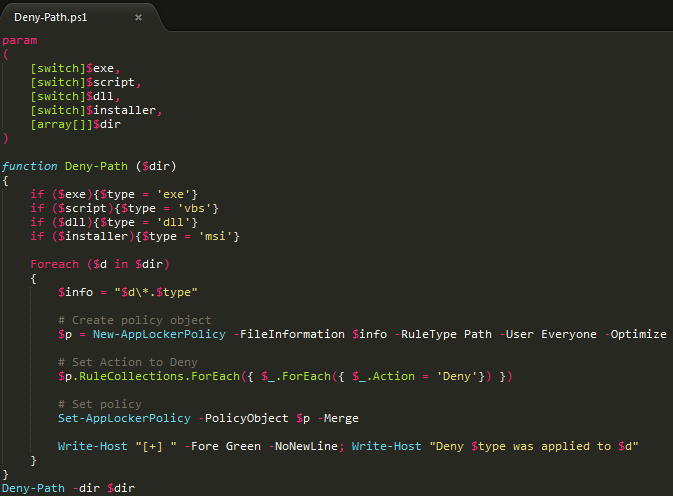 Deny-Path.ps1 ×
param
(
    [switch]$exe,
    [switch]$script,
    [switch]$dll,
    [switch]$installer,
    [array[]]$dir
)

function Deny-Path ($dir)
{
    if ($exe){$type = 'exe'}
    if ($script){$type = 'vbs'}
    if ($dll){$type = 'dll'}
    if ($installer){$type = 'msi'}

    Foreach ($d in $dir)
    {
        $info = "$d\*.$type"

        # Create policy object
        $p = New-AppLockerPolicy -FileInformation $info -RuleType Path -User Everyone -Optimize

        # Set Action to Deny
        $p.RuleCollections.ForEach({ $_.ForEach({ $_.Action = 'Deny'}) })

        # Set policy
        Set-AppLockerPolicy -PolicyObject $p -Merge

        Write-Host "[+] " -Fore Green -NoNewLine; Write-Host "Deny $type was applied to $d"
    }
}
Deny-Path -dir $dir